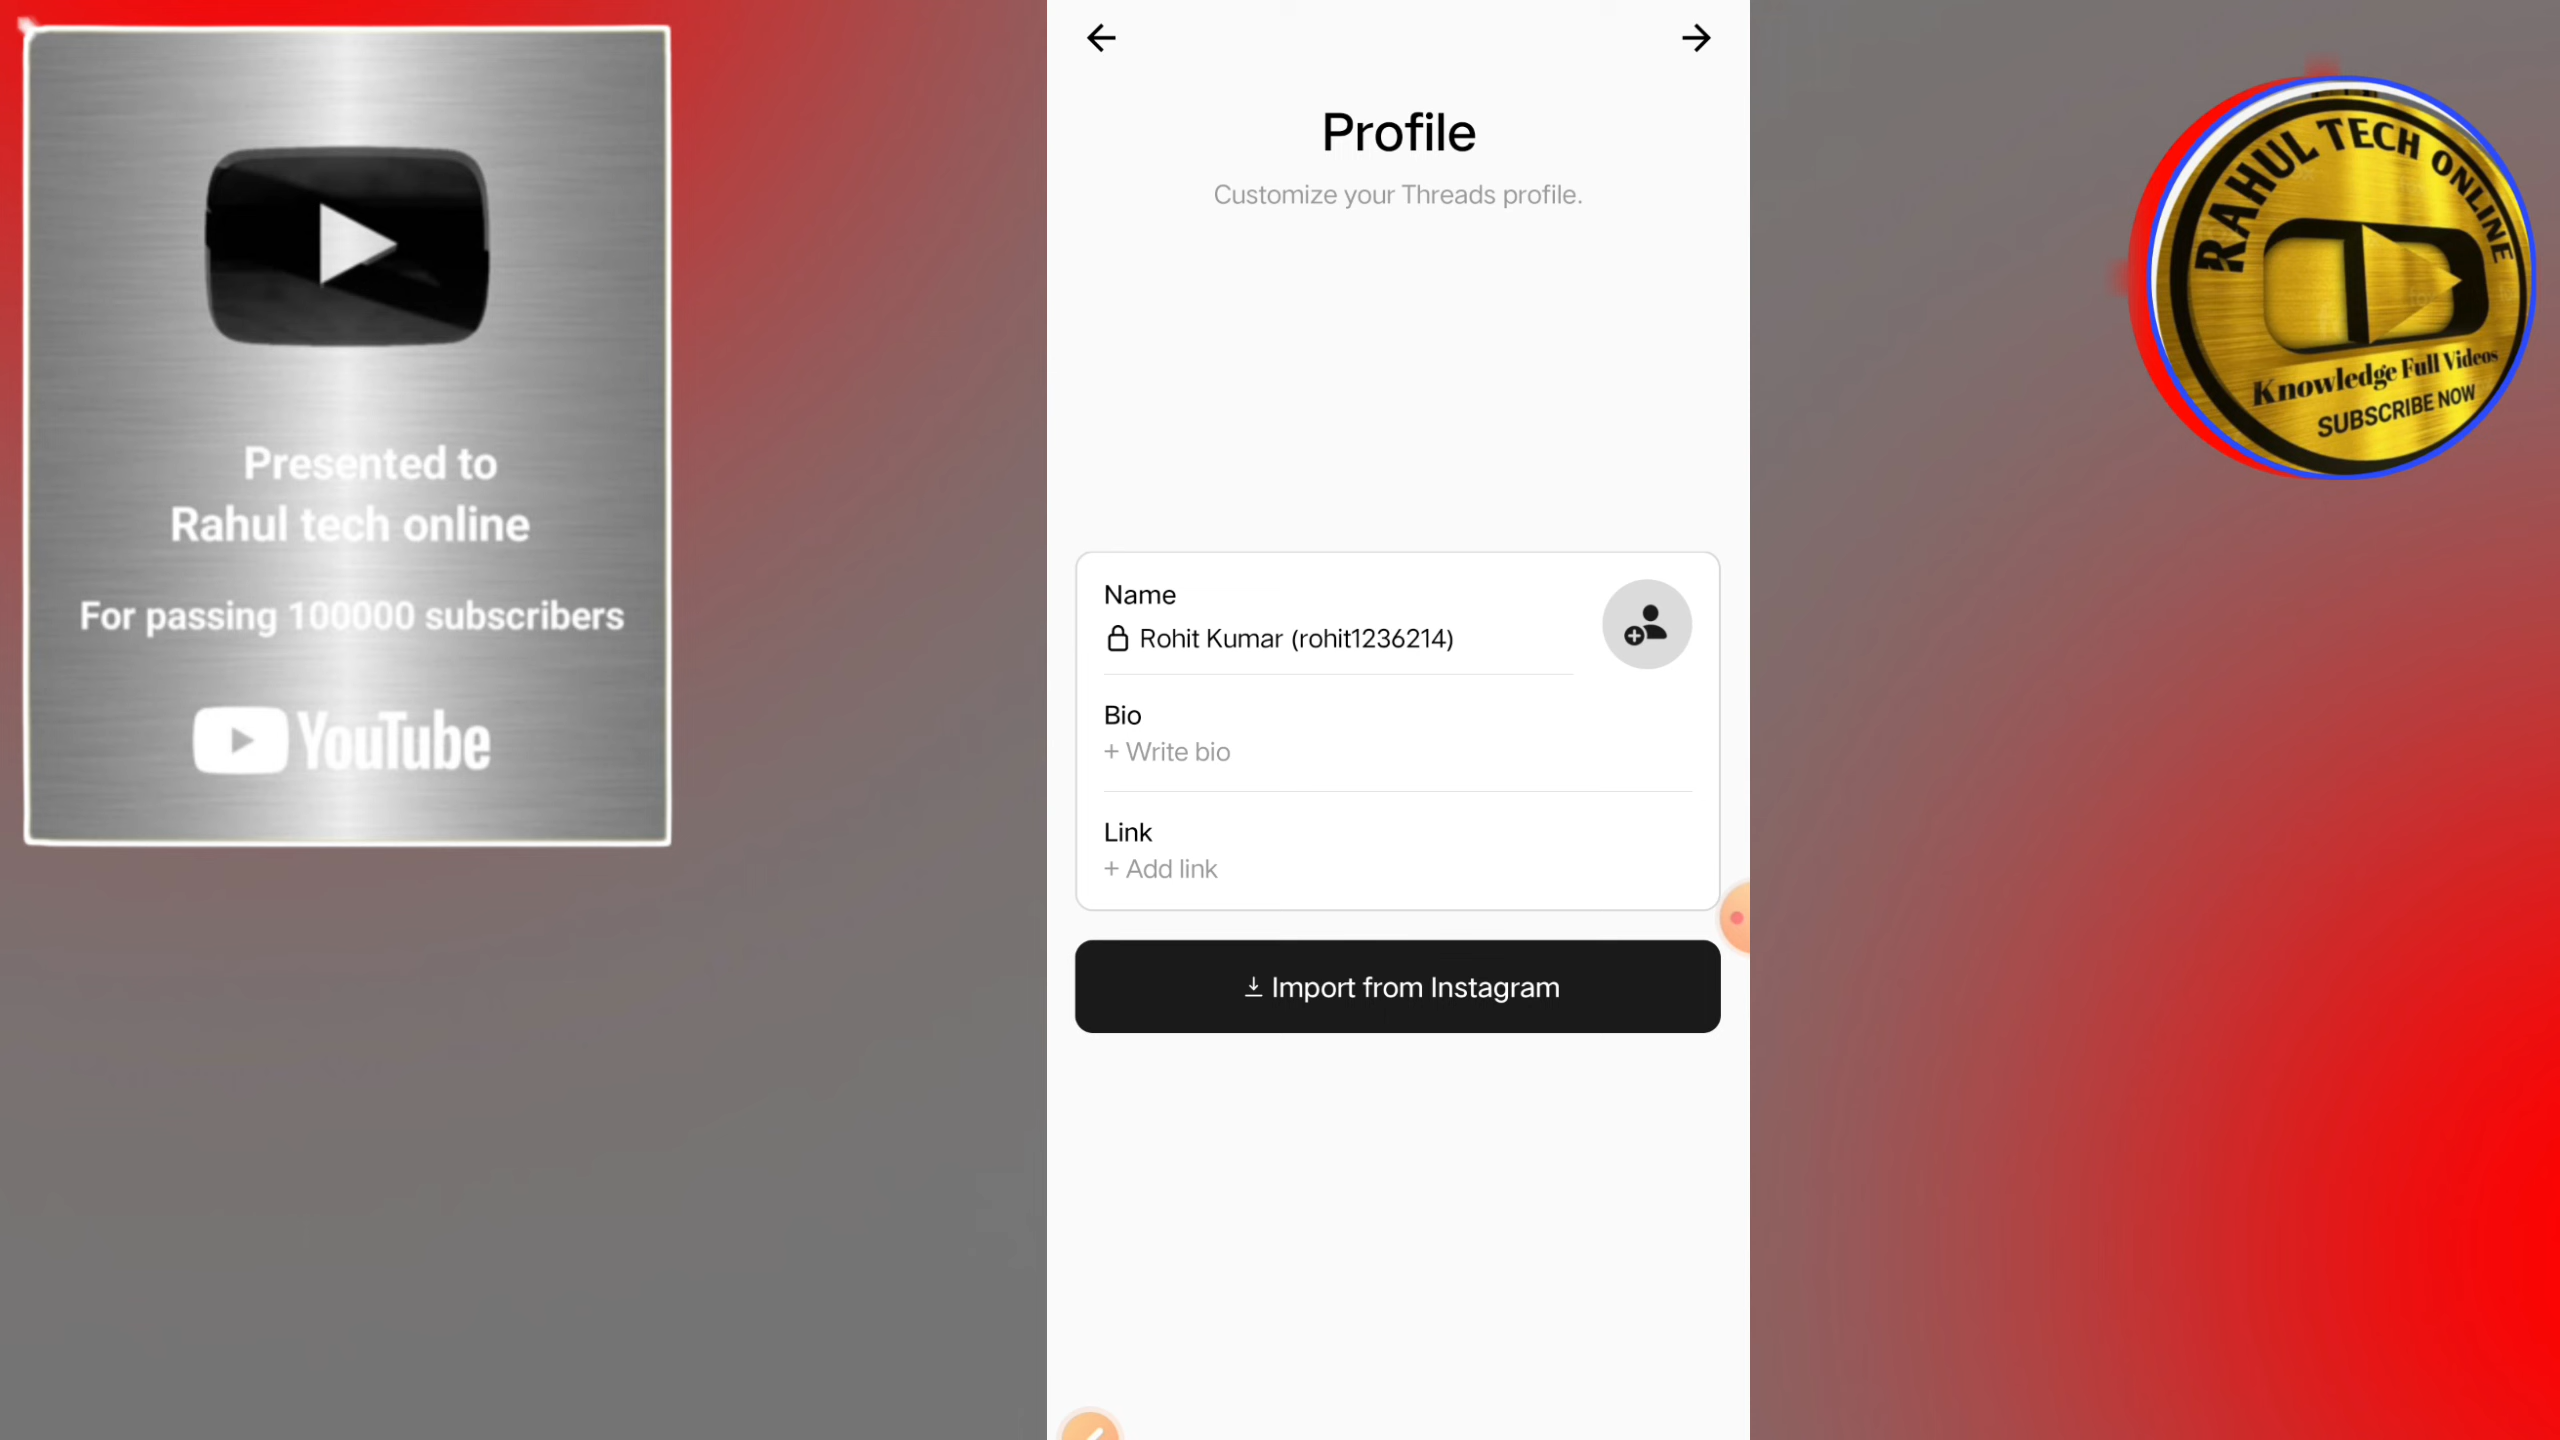 Presented to
Rahul tech online
For passing 100000 subscribers
YouTube
Profile
Customize your Threads profile.
Name
Rohit Kumar (rohit1236214)
Bio
+ Write bio
Link
+ Add link
Import from Instagram
RAHUL TECH ONLINE
Knowledge Full Videos
SUBSCRIBE NOW